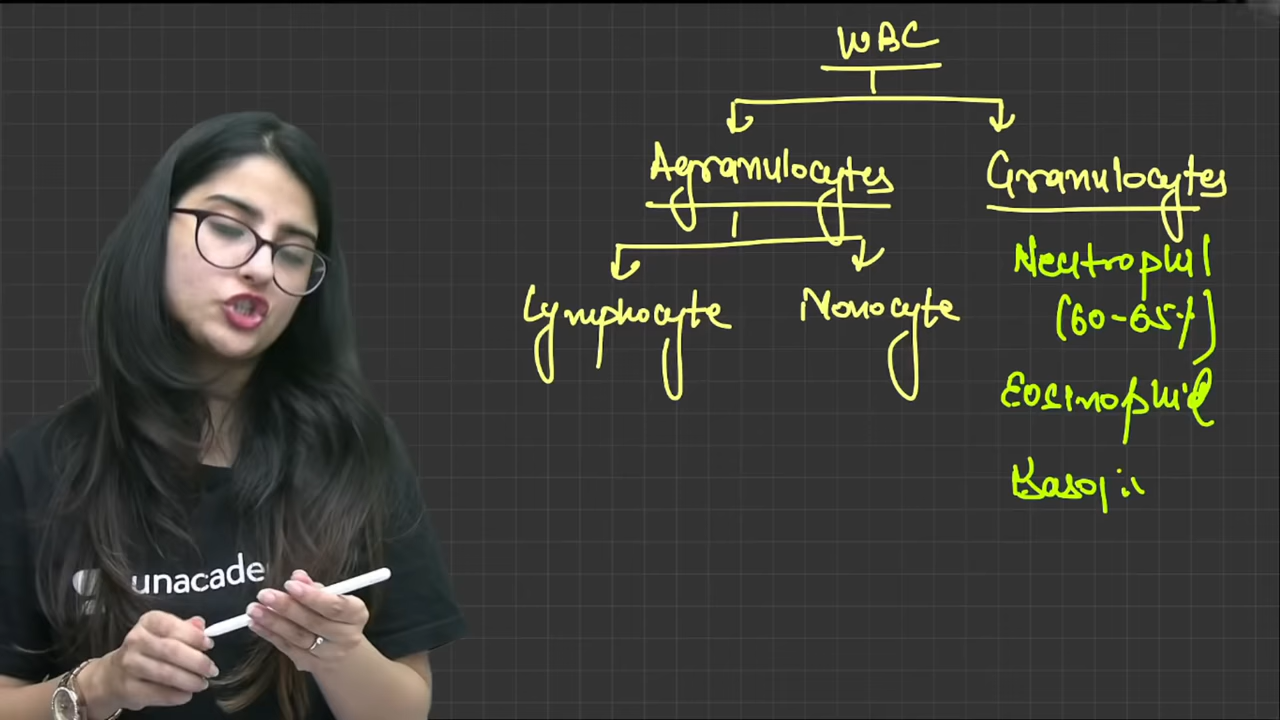 WBC
Agranulocytes Granulocytes
Lymphocyte Monocyte
Neutrophil
(60-65%)
Eosinophil
unacade